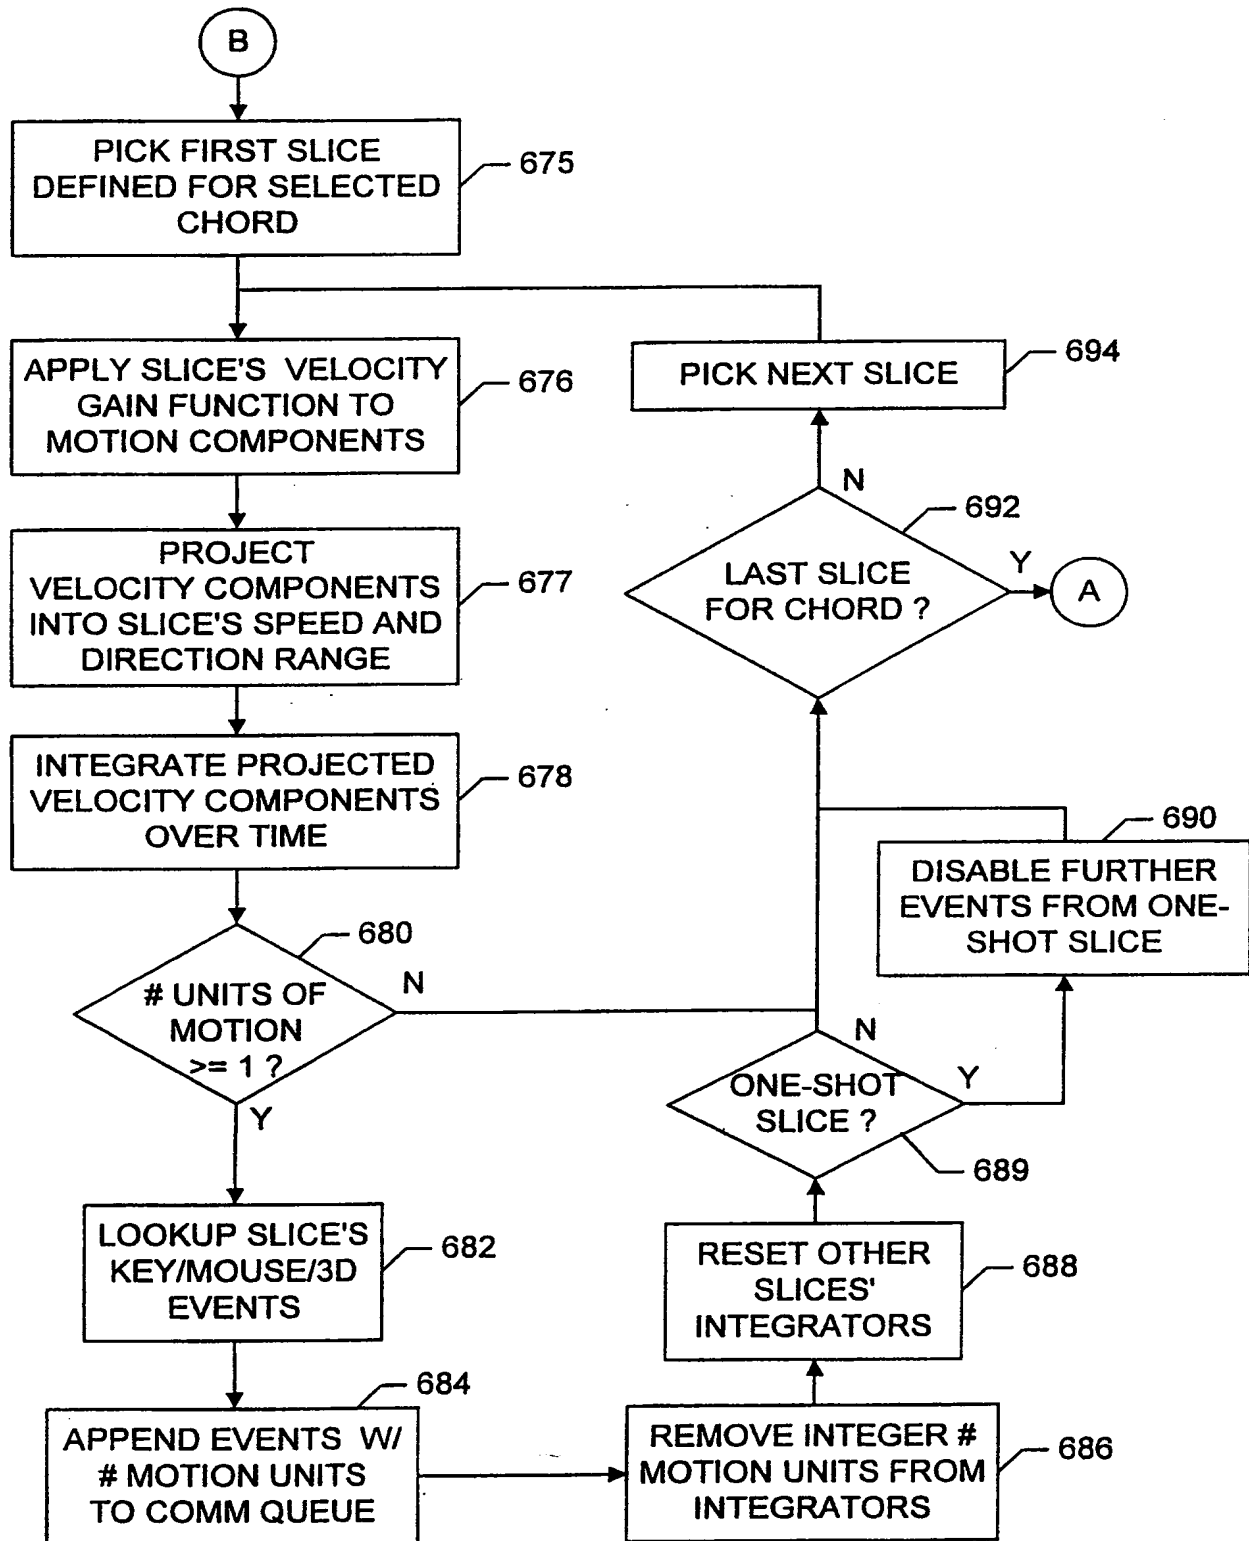 B
PICK FIRST SLICE
DEFINED FOR SELECTED
CHORD
675
APPLY SLICE'S VELOCITY
GAIN FUNCTION TO
MOTION COMPONENTS
676
PROJECT
VELOCITY COMPONENTS
INTO SLICE'S SPEED AND
DIRECTION RANGE
677
INTEGRATE PROJECTED
VELOCITY COMPONENTS
OVER TIME
678
# UNITS OF
MOTION
>= 1 ?
680
N
Y
LOOKUP SLICE'S
KEY/MOUSE/3D
EVENTS
682
APPEND EVENTS W/
# MOTION UNITS
TO COMM QUEUE
684
REMOVE INTEGER #
MOTION UNITS FROM
INTEGRATORS
686
RESET OTHER
SLICES'
INTEGRATORS
688
ONE-SHOT
SLICE ?
689
N
Y
DISABLE FURTHER
EVENTS FROM ONE-
SHOT SLICE
690
LAST SLICE
FOR CHORD ?
692
N
Y
A
PICK NEXT SLICE
694